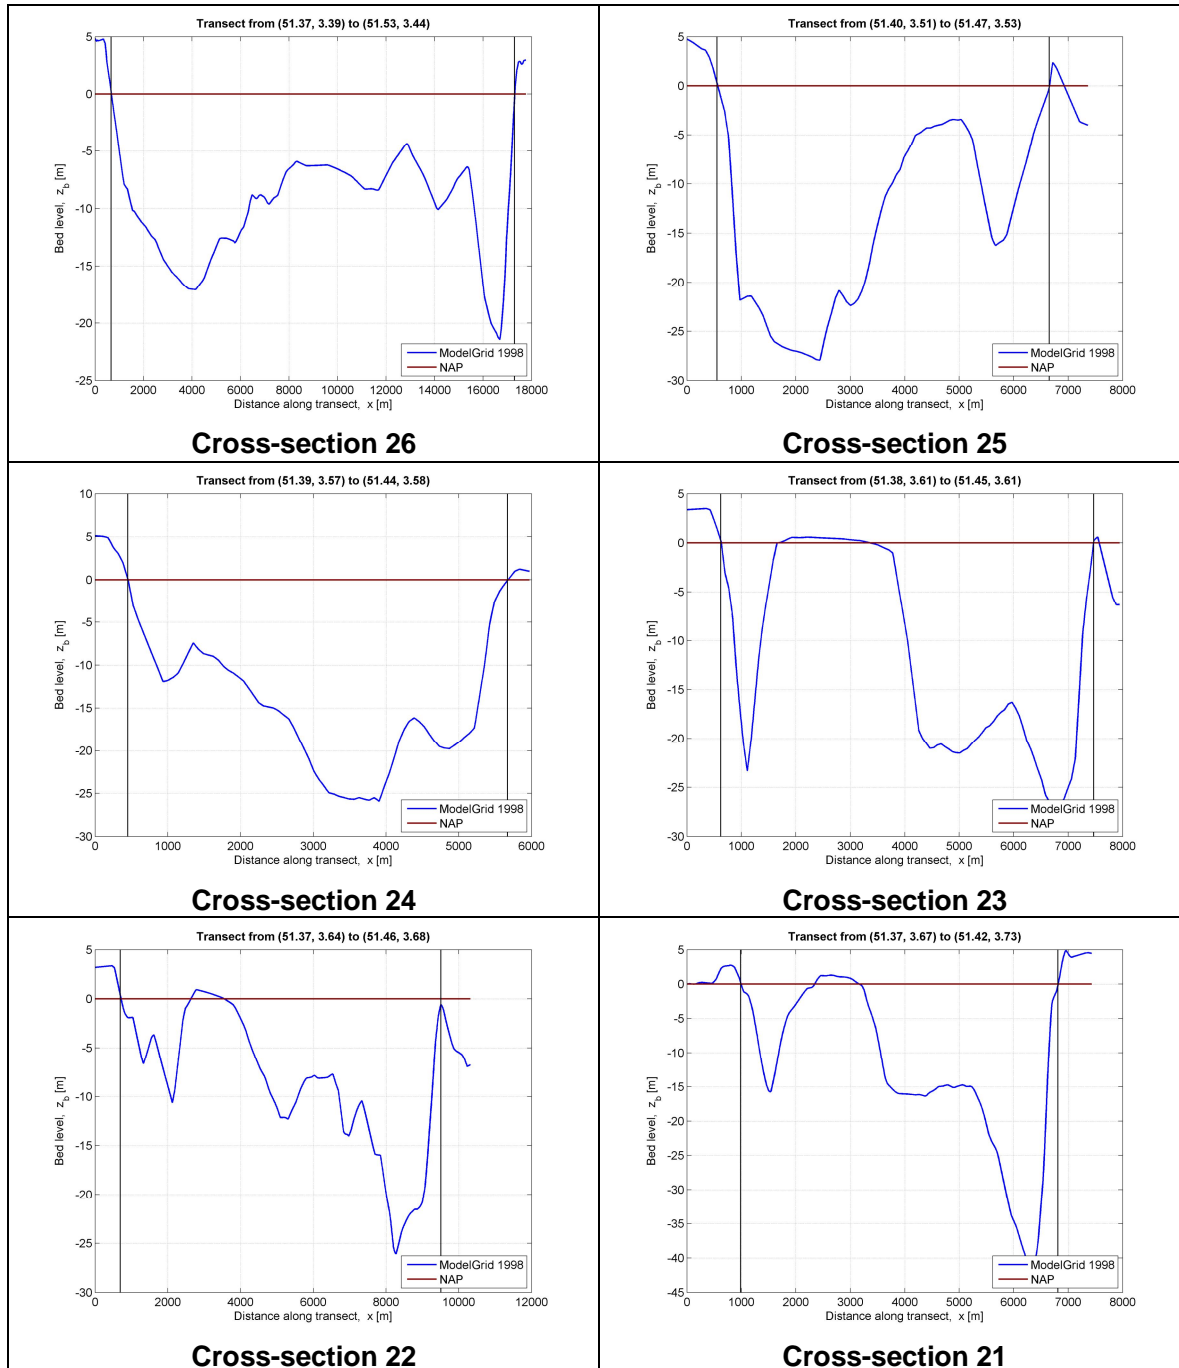 Transect from (51.37, 3.39) to (51.53, 3.44)
5
0
-5
-10
-15
-20
-25
Bed level, z_b [m]
0 2000 4000 6000 8000 10000 12000 14000 16000 18000
Distance along transect, x [m]
ModelGrid 1998
NAP
Cross-section 26
Transect from (51.40, 3.51) to (51.47, 3.53)
5
0
-5
-10
-15
-20
-25
-30
Bed level, z_b [m]
0 1000 2000 3000 4000 5000 6000 7000 8000
Distance along transect, x [m]
ModelGrid 1998
NAP
Cross-section 25
Transect from (51.39, 3.57) to (51.44, 3.58)
10
5
0
-5
-10
-15
-20
-25
-30
Bed level, z_b [m]
0 1000 2000 3000 4000 5000 6000
Distance along transect, x [m]
ModelGrid 1998
NAP
Cross-section 24
Transect from (51.38, 3.61) to (51.45, 3.61)
5
0
-5
-10
-15
-20
-25
-30
Bed level, z_b [m]
0 1000 2000 3000 4000 5000 6000 7000 8000
Distance along transect, x [m]
ModelGrid 1998
NAP
Cross-section 23
Transect from (51.37, 3.64) to (51.46, 3.68)
5
0
-5
-10
-15
-20
-25
-30
Bed level, z_b [m]
0 2000 4000 6000 8000 10000 12000
Distance along transect, x [m]
ModelGrid 1998
NAP
Cross-section 22
Transect from (51.37, 3.67) to (51.42, 3.73)
5
0
-5
-10
-15
-20
-25
-30
-35
-40
-45
Bed level, z_b [m]
0 1000 2000 3000 4000 5000 6000 7000 8000
Distance along transect, x [m]
ModelGrid 1998
NAP
Cross-section 21